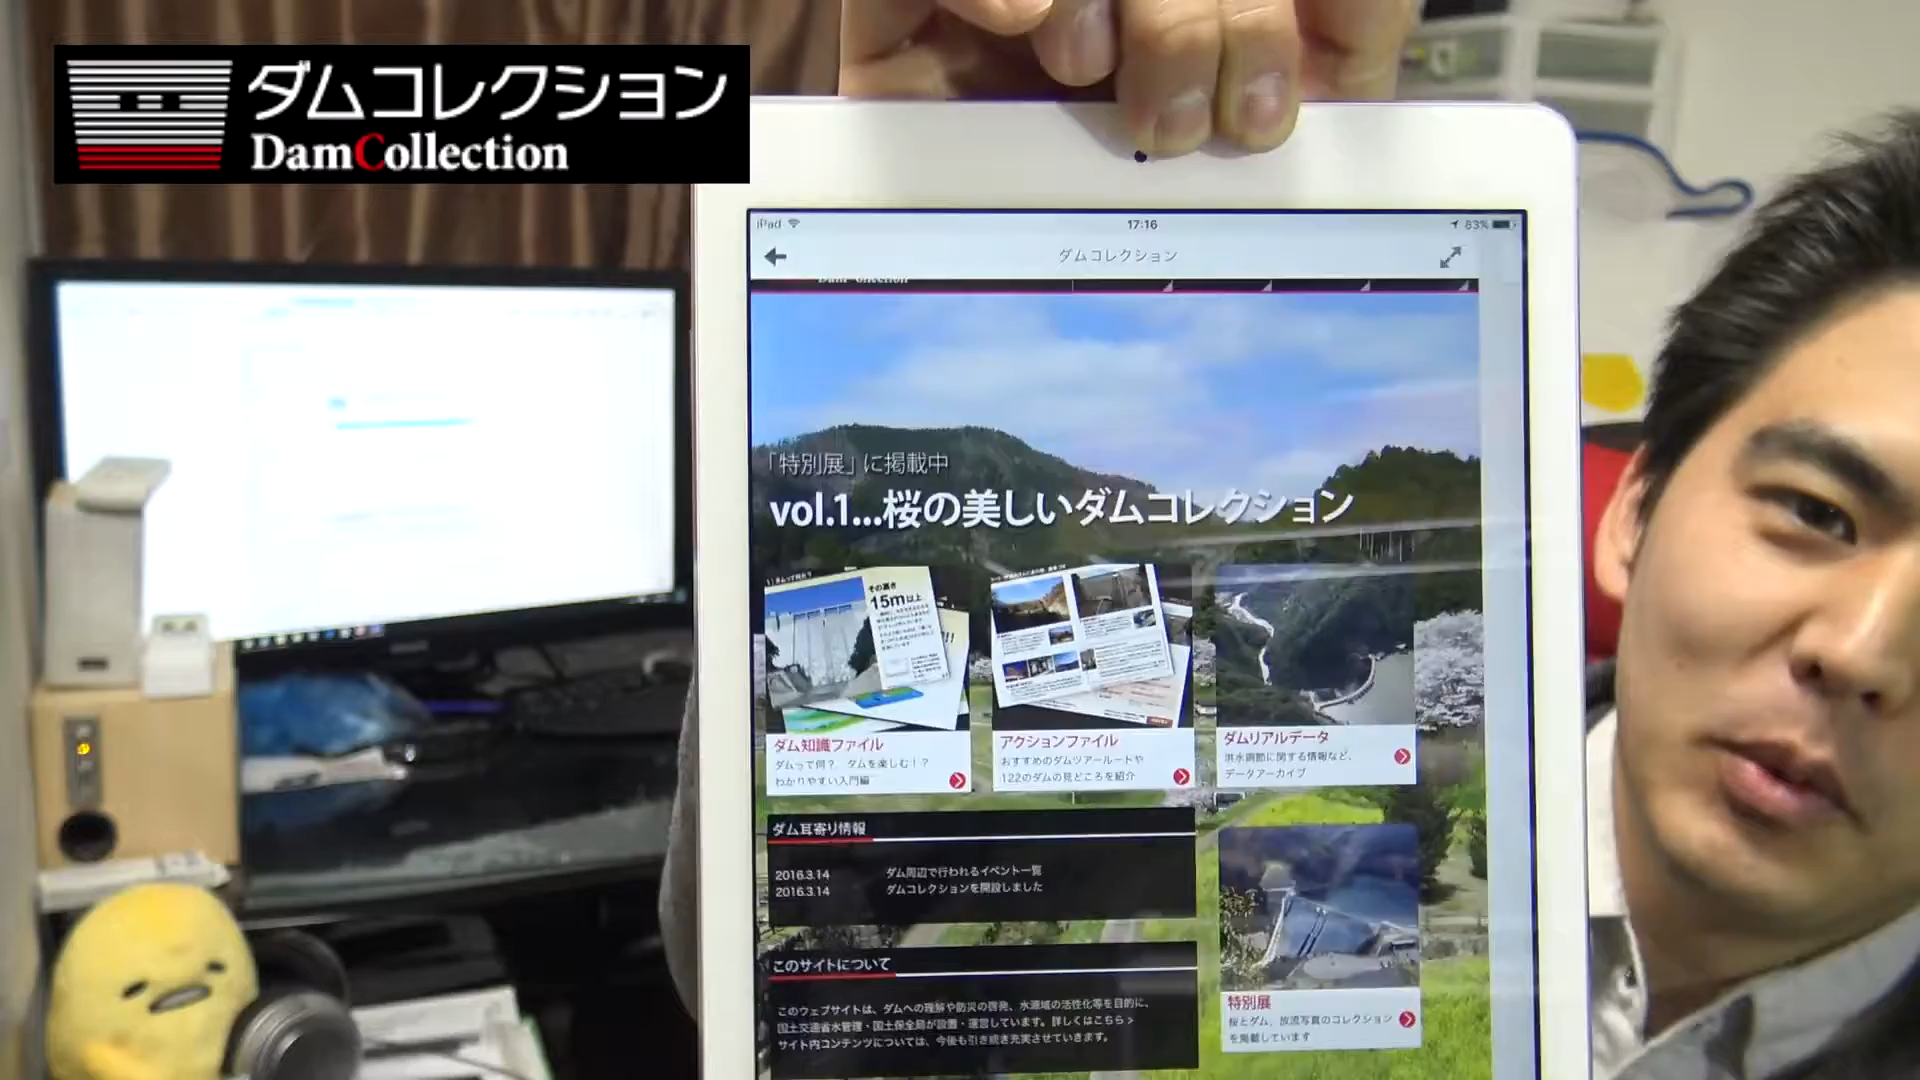 ダムコレクション
DamCollection
iPad
17:16
83%
ダムコレクション
「特別展」に掲載中
vol.1...桜の美しいダムコレクション
その高さ
15m以上
ダム知識ファイル
ダムって何？ ダムを楽しむ！？
わかりやすい入門編
アクションファイル
おすすめのダムツアールートや
122のダムの見どころを紹介
ダムリアルデータ
洪水調節に関する情報など、
データアーカイブ
ダム耳寄り情報
2016.3.14 ダム周辺で行われるイベント一覧
2016.3.14 ダムコレクションを開設しました
このサイトについて
このウェブサイトは、ダムへの理解や防災の啓発、水源域の活性化等を目的に、
国土交通省水管理・国土保全局が設置・運営しています。詳しくはこちら >
サイト内コンテンツについては、今後も引き続き充実させていきます。
特別展
桜とダム、放流写真のコレクション
を掲載しています